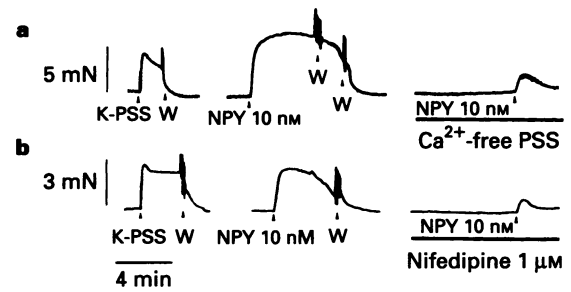 a
5 mN
K-PSS W
NPY 10 nM
W
W
NPY 10 nM
Ca²⁺-free PSS
b
3 mN
K-PSS W
NPY 10 nM W
NPY 10 nM
4 min
Nifedipine 1 μM